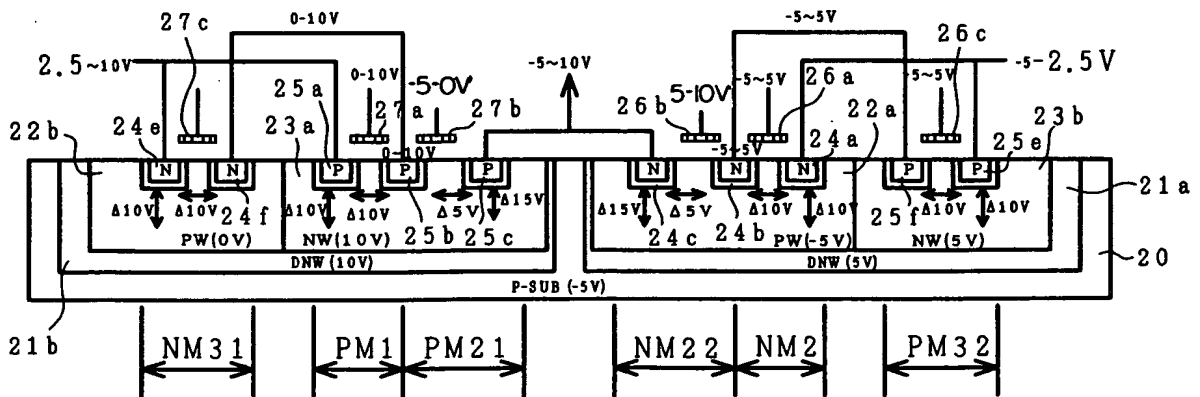 27c
0-10V
27a
-5-0V
27b
-5~10V
-5~5V
26c
2.5~10V
25a
0-10V
26b
5-10V
-5~5V
26a
22a
-5~5V
-5-2.5V
22b
24e
23a
24a
23b
N
N
P
0-10V
P
P
N
-5~5V
N
N
P
P
25e
21a
Δ10V
Δ10V
24f
Δ10V
Δ10V
Δ5V
Δ15V
Δ15V
Δ5V
Δ10V
Δ10V
Δ10V
Δ10V
PW(0V)
NW(10V)
25b
25c
24c
24b
PW(-5V)
25f
NW(5V)
DNW(10V)
DNW(5V)
20
P-SUB(-5V)
21b
NM31
PM1
PM21
NM22
NM2
PM32